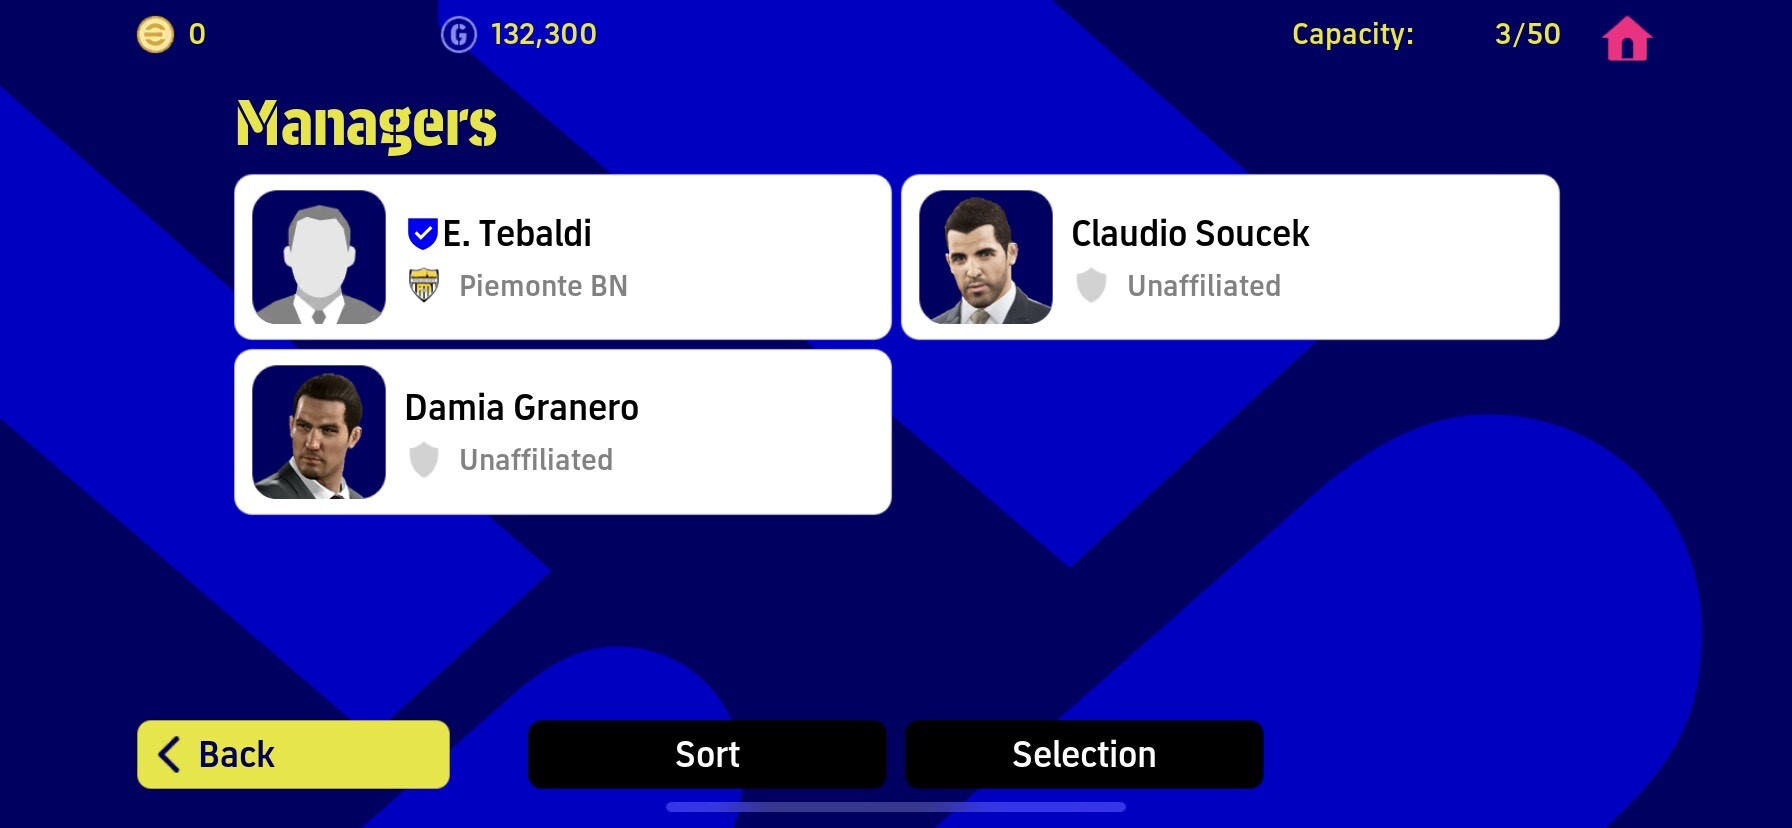 0
132,300
Capacity: 3/50
Managers
E. Tebaldi
Piemonte BN
Claudio Soucek
Unaffiliated
Damia Granero
Unaffiliated
Back
Sort
Selection